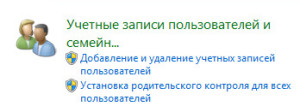 Учетные записи пользователей и
семейн...
Добавление и удаление учетных записей
пользователей
Установка родительского контроля для всех
пользователей